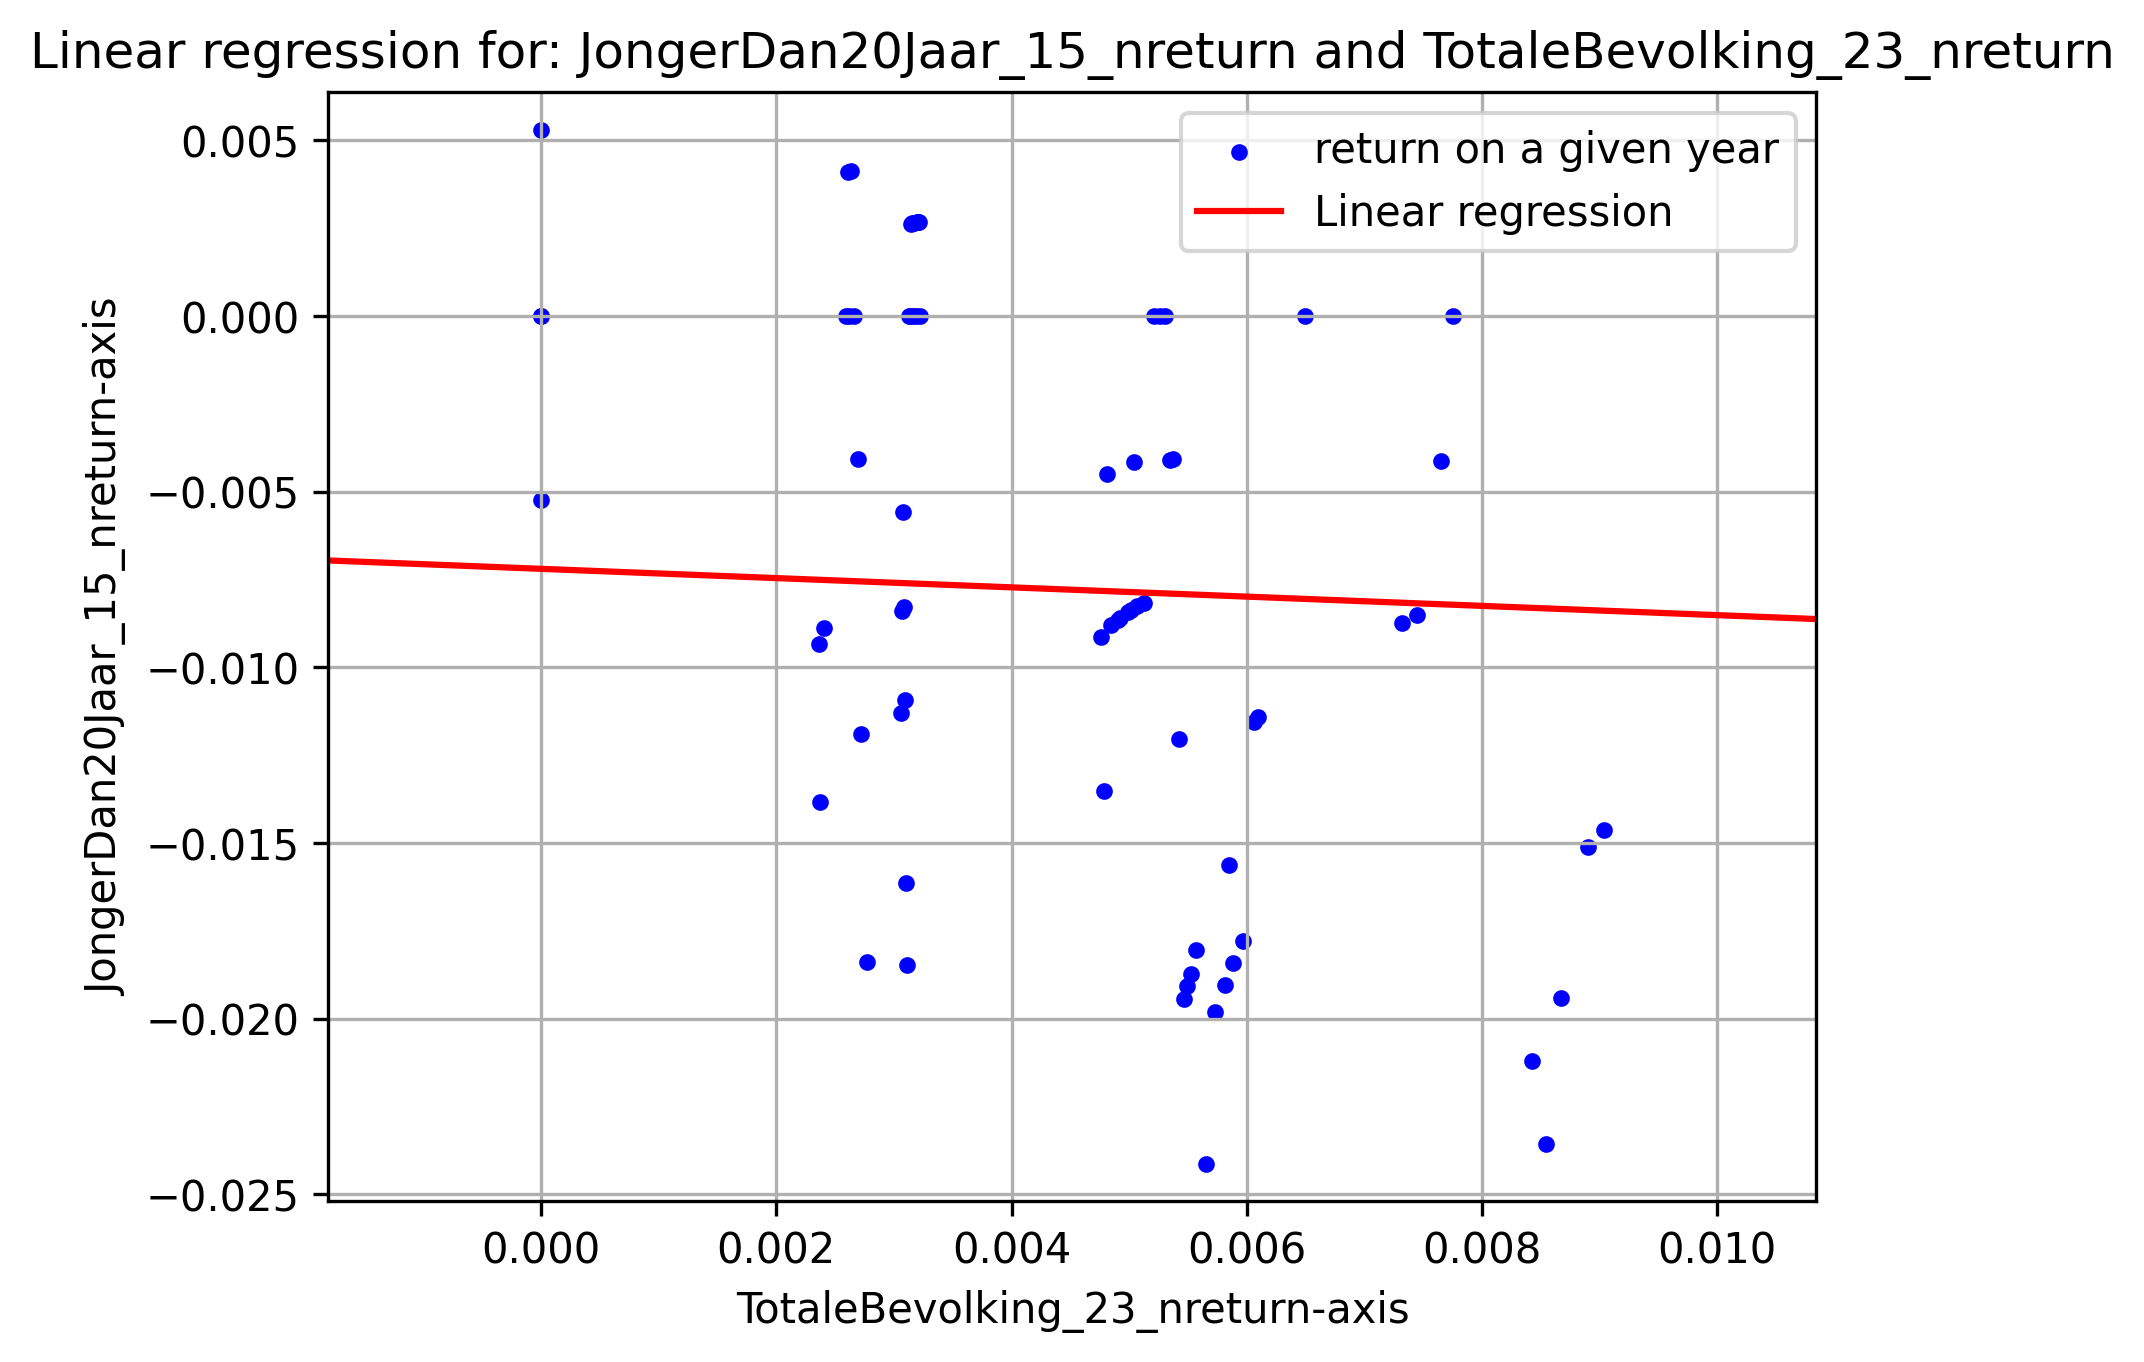 Linear regression for: JongerDan20Jaar_15_nreturn and TotaleBevolking_23_nreturn
return on a given year
Linear regression
JongerDan20Jaar_15_nreturn-axis
0.005
0.000
−0.005
−0.010
−0.015
−0.020
−0.025
0.000 0.002 0.004 0.006 0.008 0.010
TotaleBevolking_23_nreturn-axis